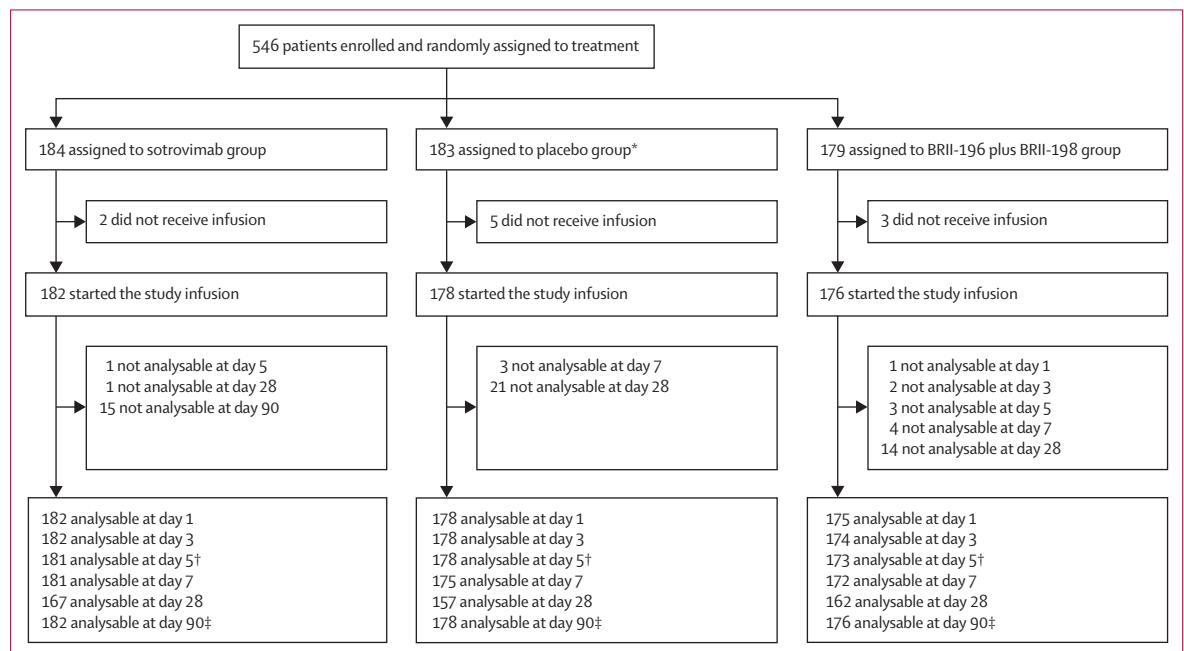 546 patients enrolled and randomly assigned to treatment
184 assigned to sotrovimab group
183 assigned to placebo group*
179 assigned to BRII-196 plus BRII-198 group
2 did not receive infusion
5 did not receive infusion
3 did not receive infusion
182 started the study infusion
178 started the study infusion
176 started the study infusion
1 not analysable at day 5
1 not analysable at day 28
15 not analysable at day 90
3 not analysable at day 7
21 not analysable at day 28
1 not analysable at day 1
2 not analysable at day 3
3 not analysable at day 5
4 not analysable at day 7
14 not analysable at day 28
182 analysable at day 1
182 analysable at day 3
181 analysable at day 5†
181 analysable at day 7
167 analysable at day 28
182 analysable at day 90‡
178 analysable at day 1
178 analysable at day 3
178 analysable at day 5†
175 analysable at day 7
157 analysable at day 28
178 analysable at day 90‡
175 analysable at day 1
174 analysable at day 3
173 analysable at day 5†
172 analysable at day 7
162 analysable at day 28
176 analysable at day 90‡